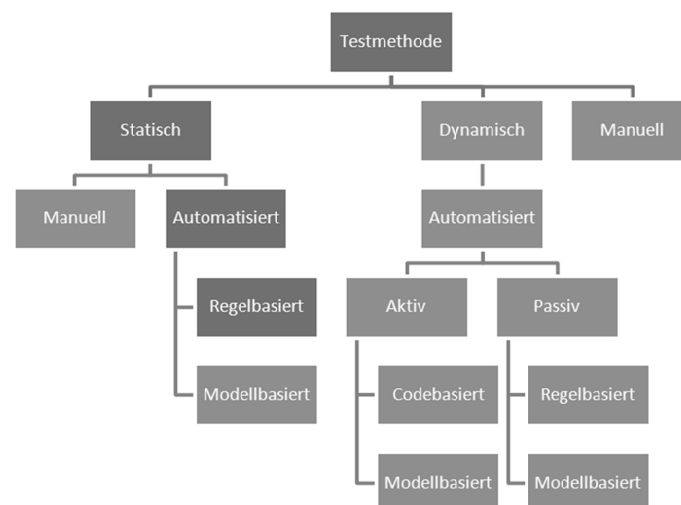 Testmethode
Statisch
Dynamisch
Manuell
Manuell
Automatisiert
Automatisiert
Regelbasiert
Aktiv
Passiv
Modellbasiert
Codebasiert
Regelbasiert
Modellbasiert
Modellbasiert